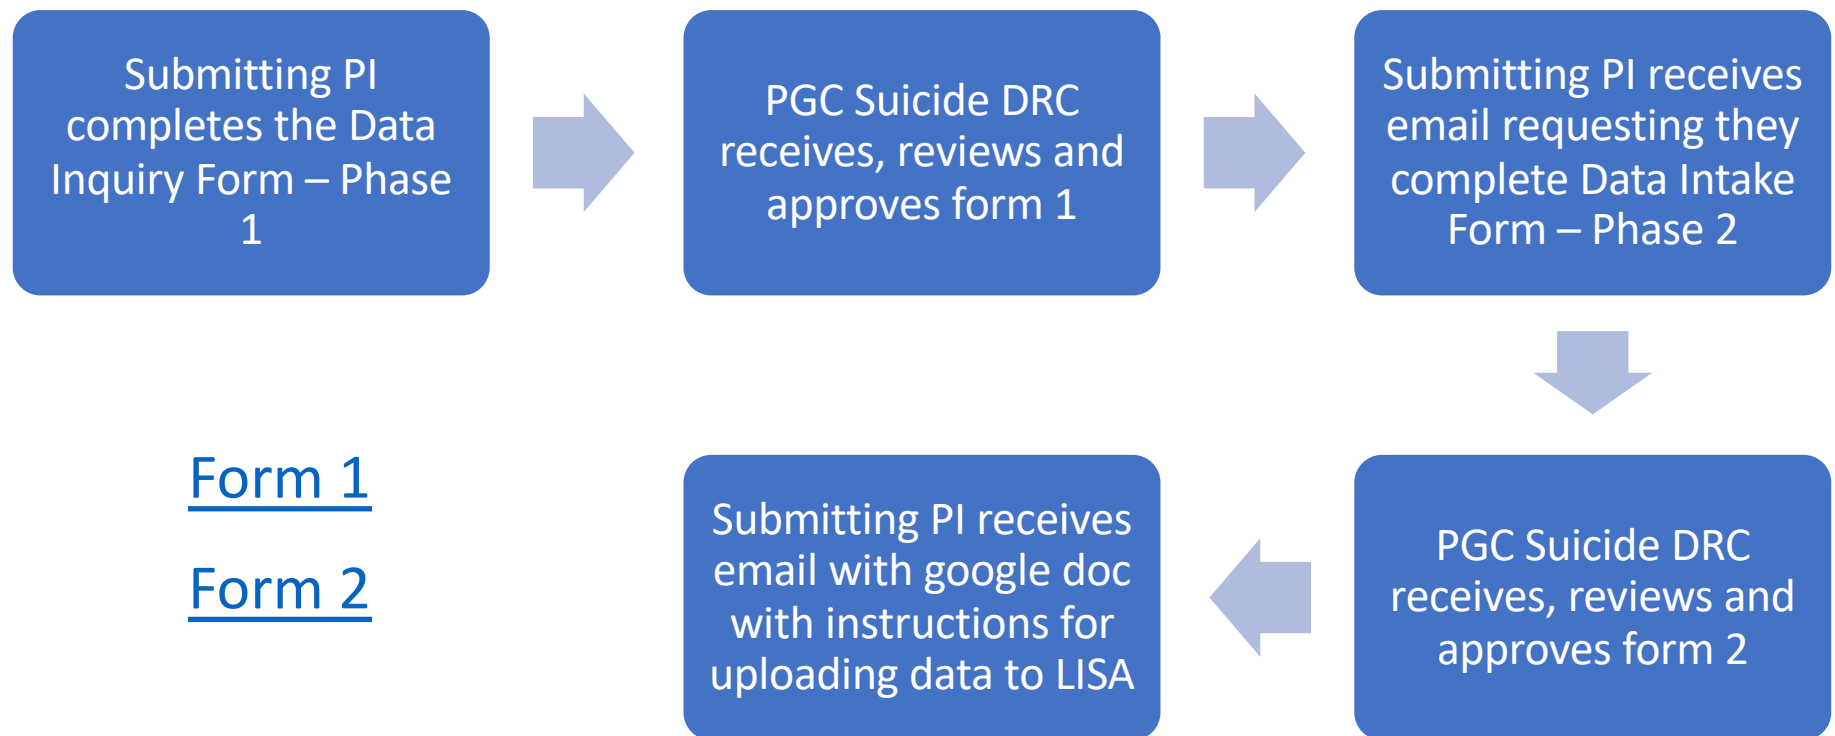 Submitting PI
completes the Data
Inquiry Form – Phase
1
PGC Suicide DRC
receives, reviews and
approves form 1
Submitting PI receives
email requesting they
complete Data Intake
Form – Phase 2
PGC Suicide DRC
receives, reviews and
approves form 2
Submitting PI receives
email with google doc
with instructions for
uploading data to LISA
Form 1
Form 2